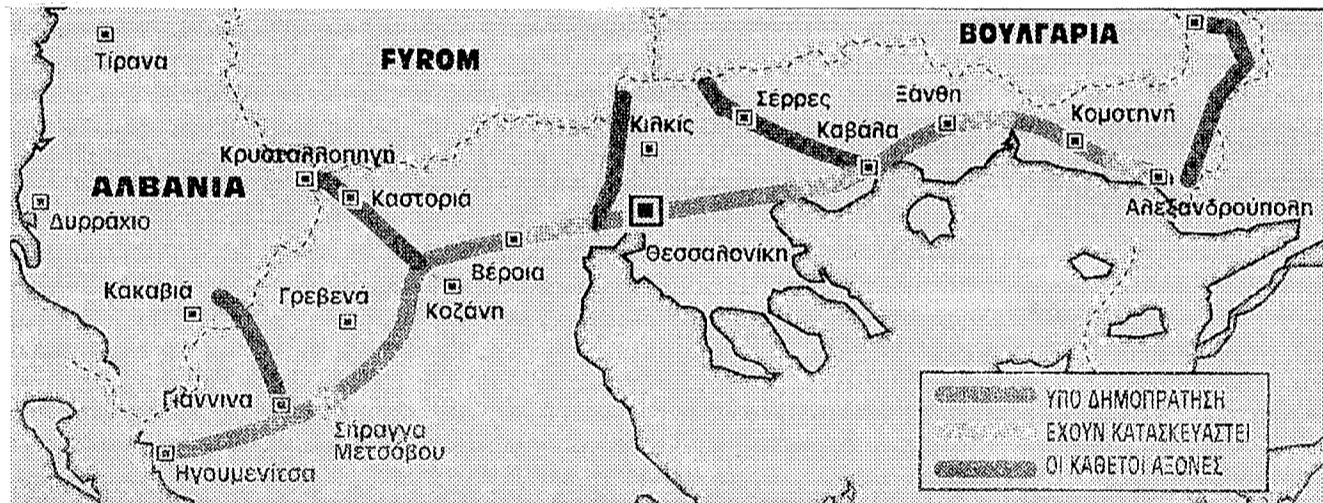 Τίρανα
FYROM
ΒΟΥΛΓΑΡΙΑ
Ξάνθη
Σέρρες
Κομοτηνή
Κιλκίς
Καβάλα
Κρυσταλλοπηγή
ΑΛΒΑΝΙΑ
Καστοριά
Δυρράχιο
Αλεξανδρούπολη
Θεσσαλονίκη
Βέροια
Κακαβιά
Γρεβενά
Κοζάνη
Γιάννινα
Σήραγγα
Μετσόβου
Ηγουμενίτσα
ΥΠΟ ΔΗΜΟΠΡΑΤΗΣΗ
ΕΧΟΥΝ ΚΑΤΑΣΚΕΥΑΣΤΕΙ
ΟΙ ΚΑΘΕΤΟΙ ΑΞΟΝΕΣ